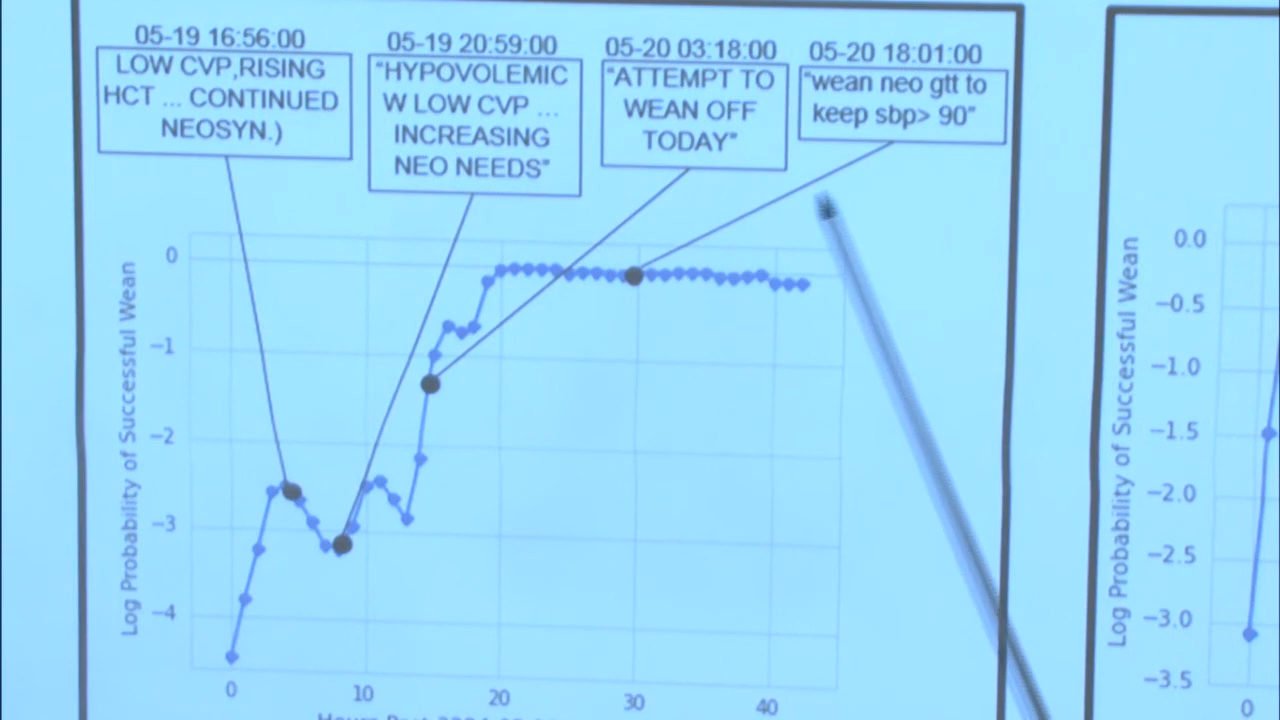 05-19 16:56:00
LOW CVP,RISING
HCT ... CONTINUED
NEOSYN.)
05-19 20:59:00
"HYPOVOLEMIC
W LOW CVP ...
INCREASING
NEO NEEDS"
05-20 03:18:00
"ATTEMPT TO
WEAN OFF
TODAY"
05-20 18:01:00
"wean neo gtt to
keep sbp> 90"
Log Probability of Successful Wean
0
−1
−2
−3
−4
0
10
20
30
40
Log Probability of Successful Wean
0.0
−0.5
−1.0
−1.5
−2.0
−2.5
−3.0
−3.5
0